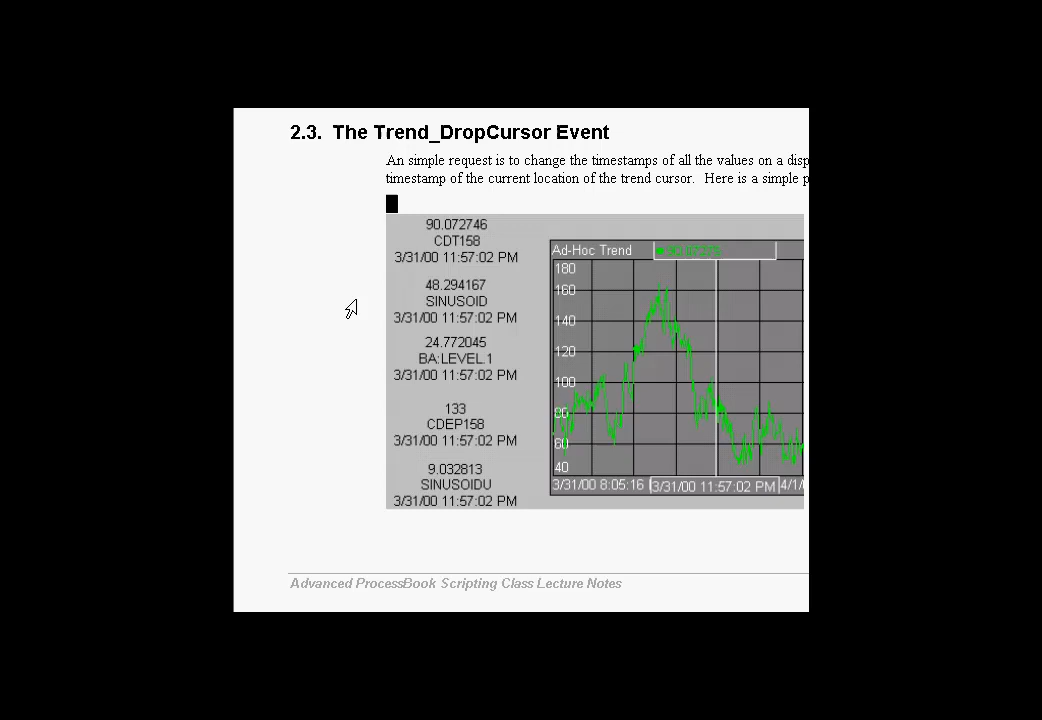 2.3. The Trend_DropCursor Event
An simple request is to change the timestamps of all the values on a disp
timestamp of the current location of the trend cursor. Here is a simple p
90.072746
CDT158
3/31/00 11:57:02 PM
48.294167
SINUSOID
3/31/00 11:57:02 PM
24.772045
BA:LEVEL.1
3/31/00 11:57:02 PM
133
CDEP158
3/31/00 11:57:02 PM
9.032813
SINUSOIDU
3/31/00 11:57:02 PM
Ad-Hoc Trend
180
160
140
120
100
80
60
40
3/31/00 8:05:16 3/31/00 11:57:02 PM 4/1/
Advanced ProcessBook Scripting Class Lecture Notes